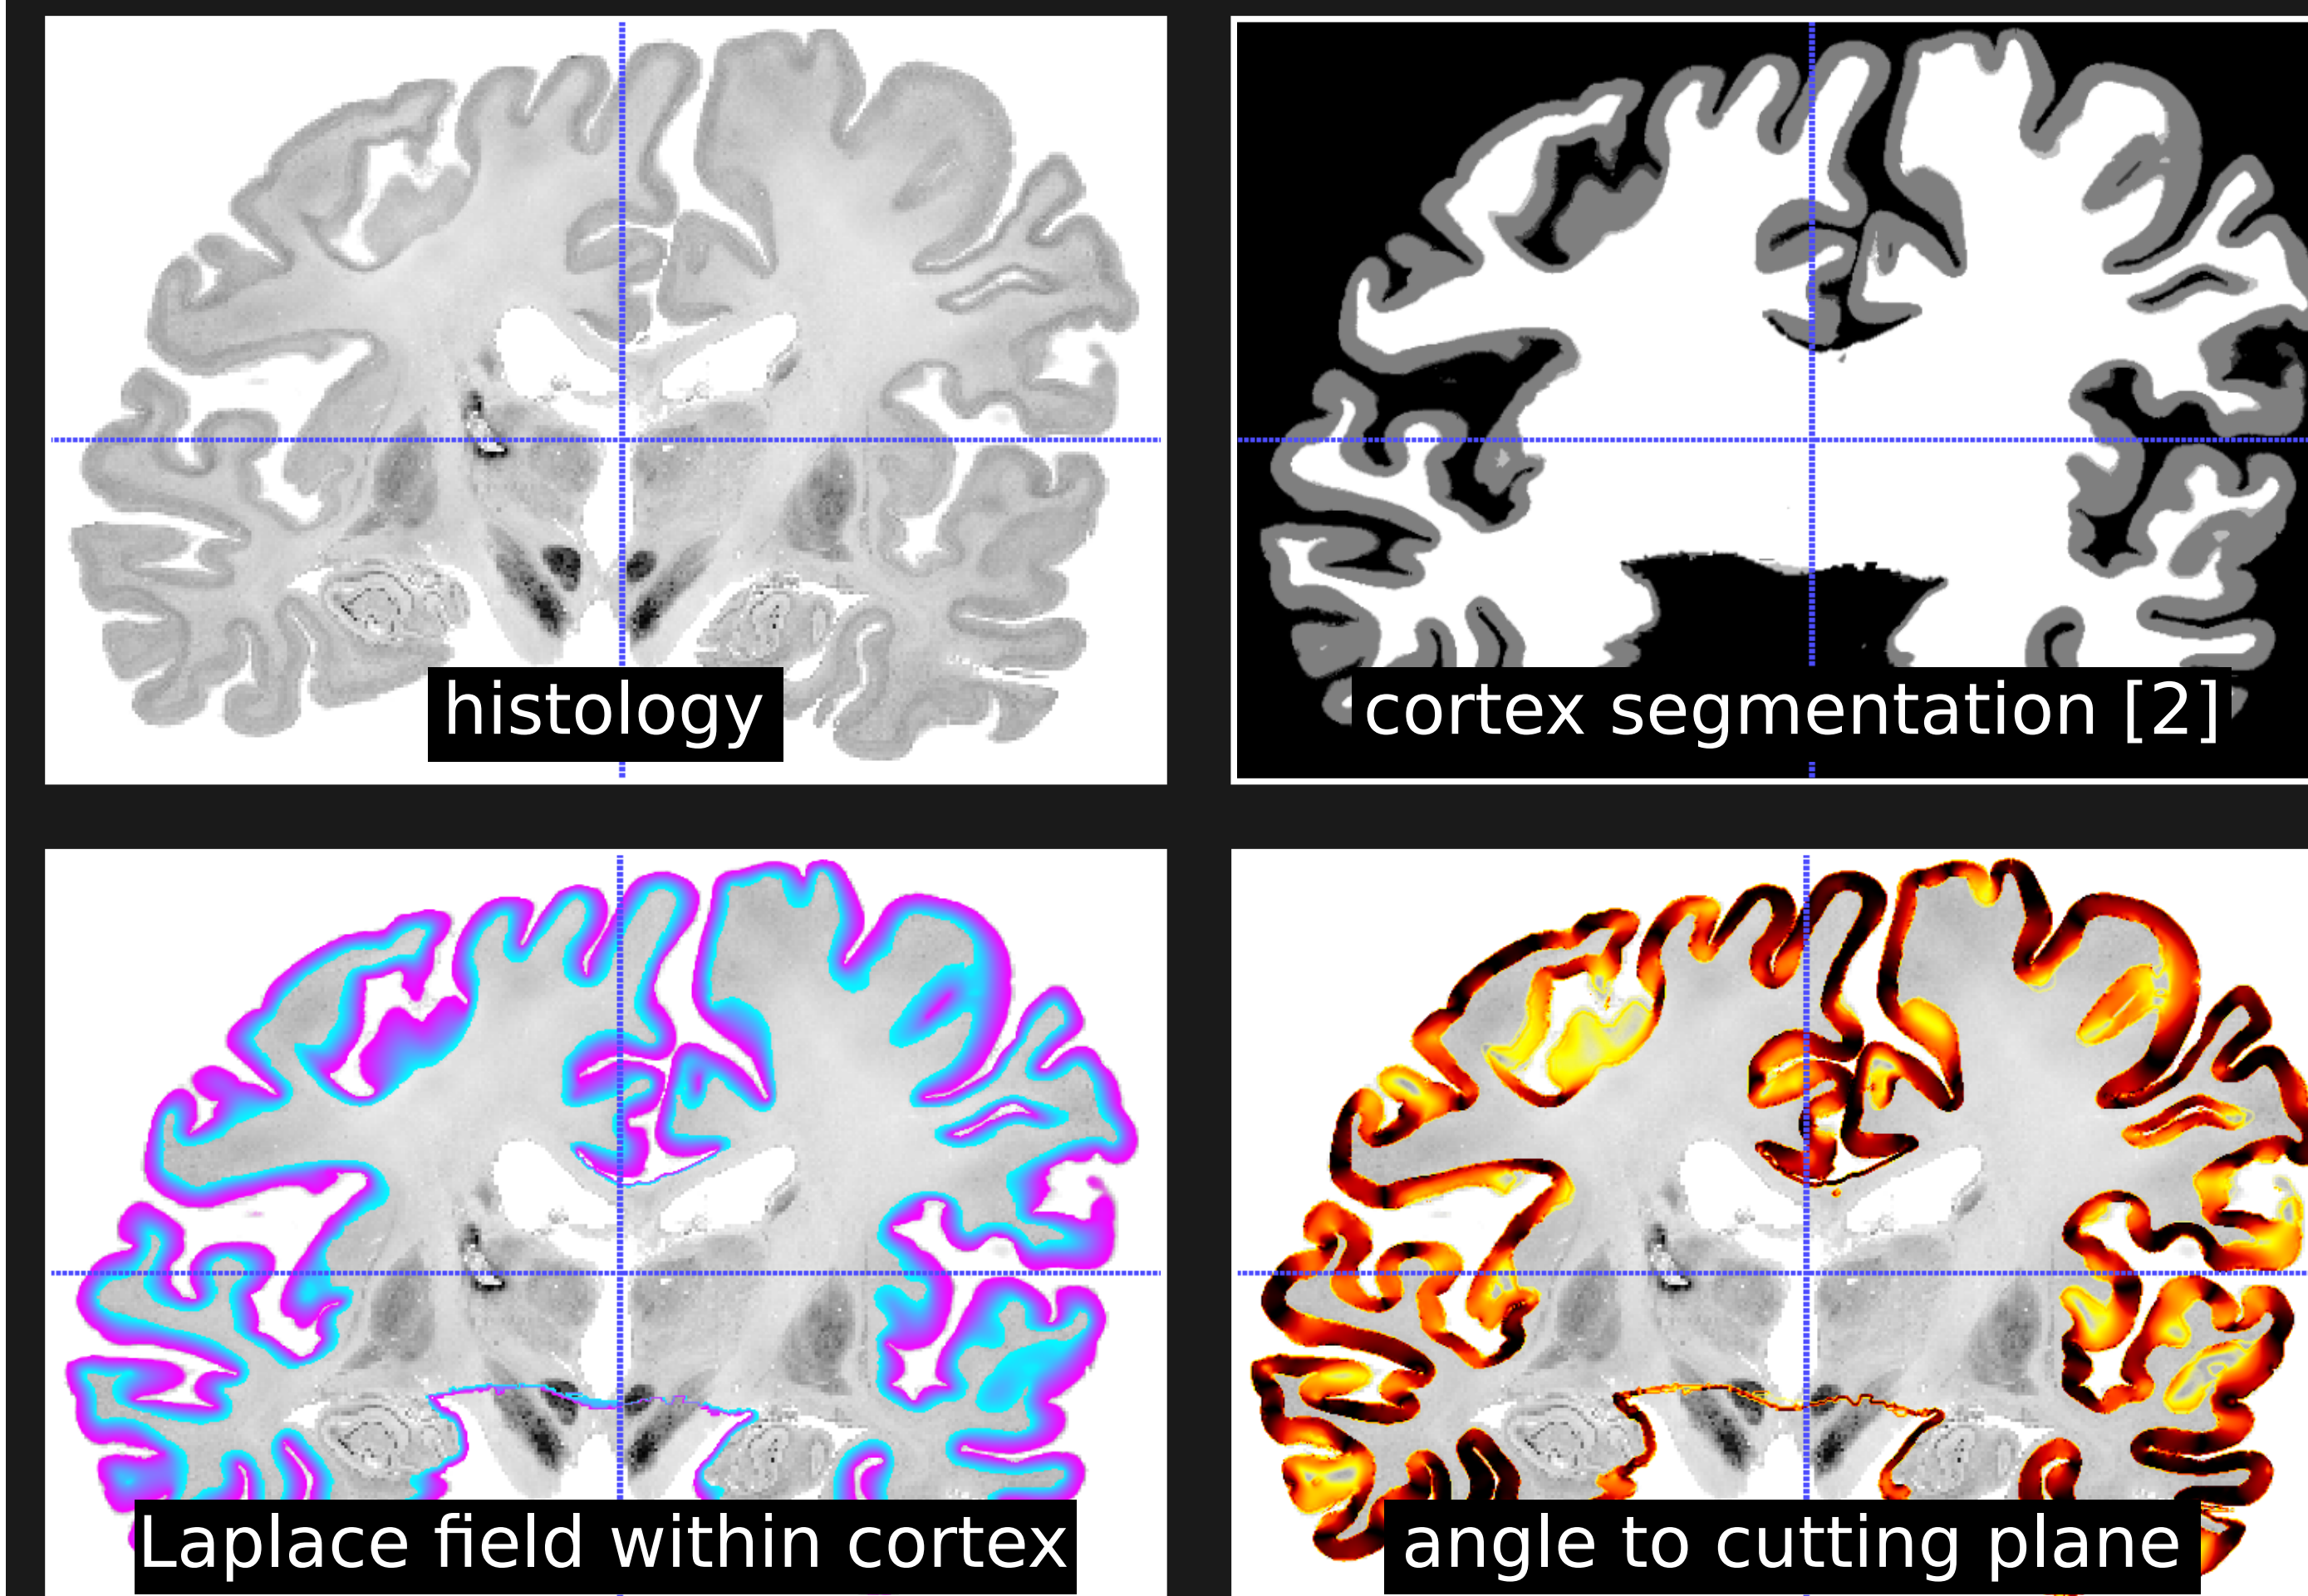 histology
cortex segmentation [2]
Laplace field within cortex
angle to cutting plane